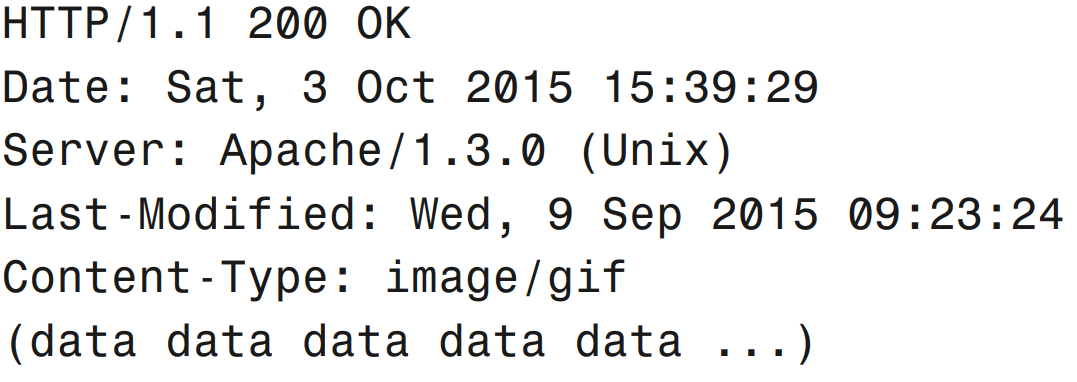 HTTP/1.1 200 OK
Date: Sat, 3 Oct 2015 15:39:29
Server: Apache/1.3.0 (Unix)
Last-Modified: Wed, 9 Sep 2015 09:23:24
Content-Type: image/gif
(data data data data data ...)